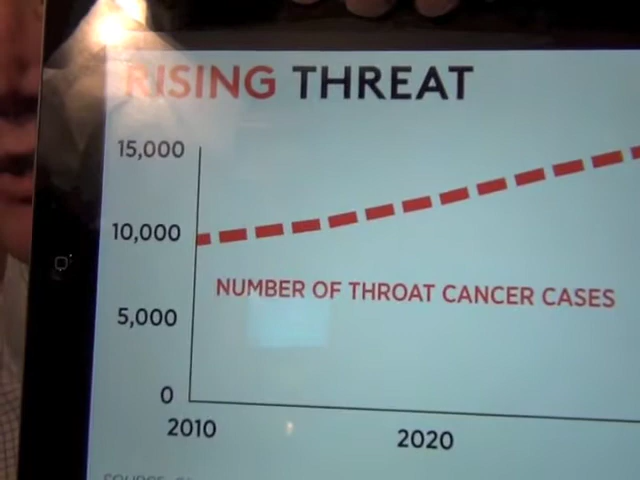 RISING THREAT
15,000
10,000
NUMBER OF THROAT CANCER CASES
5,000
0
2010 2020